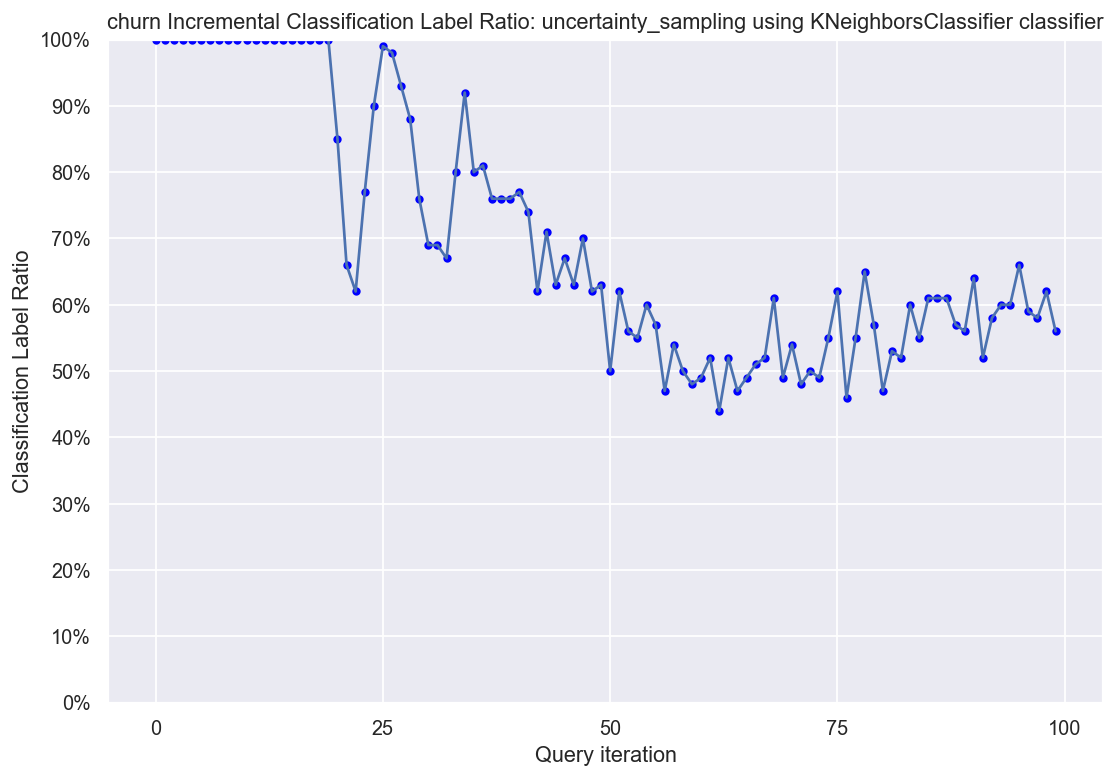 churn Incremental Classification Label Ratio: uncertainty_sampling using KNeighborsClassifier classifier
100%
90%
80%
70%
60%
50%
40%
30%
20%
10%
0%
Classification Label Ratio
0 25 50 75 100
Query iteration